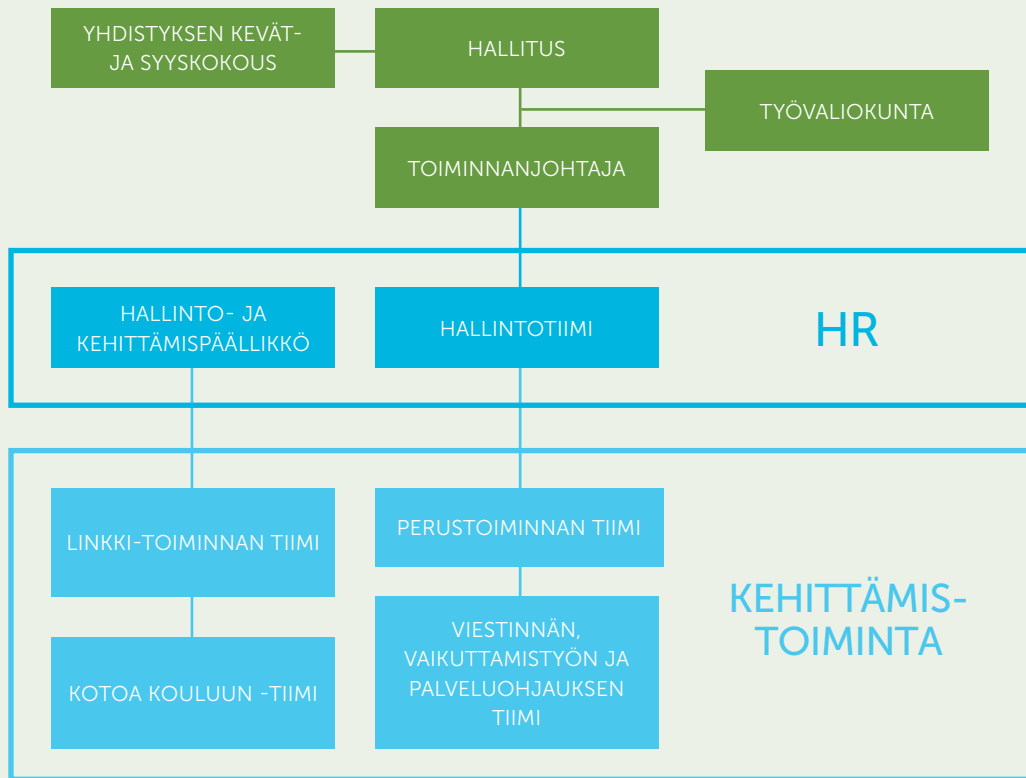 YHDISTYKSEN KEVÄT-
JA SYYSKOKOUS
HALLITUS
TYÖVALIOKUNTA
TOIMINNANJOHTAJA
HALLINTO- JA
KEHITTÄMISPÄÄLLIKKÖ
HALLINTOTIIMI
HR
LINKKI-TOIMINNAN TIIMI
PERUSTOIMINNAN TIIMI
KOTOA KOULUUN -TIIMI
VIESTINNÄN,
VAIKUTTAMISTYÖN JA
PALVELUOHJAUKSEN
TIIMI
KEHITTÄMIS-
TOIMINTA